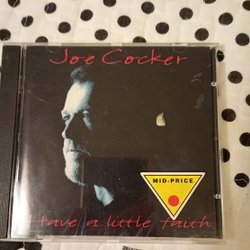 Joe Cocker
MID-PRICE
Have a little faith